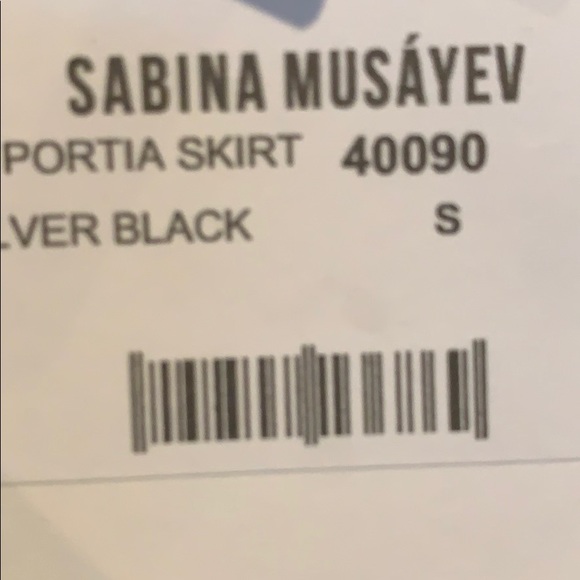 SABINA MUSÁYEV
PORTIA SKIRT 40090
LVER BLACK S